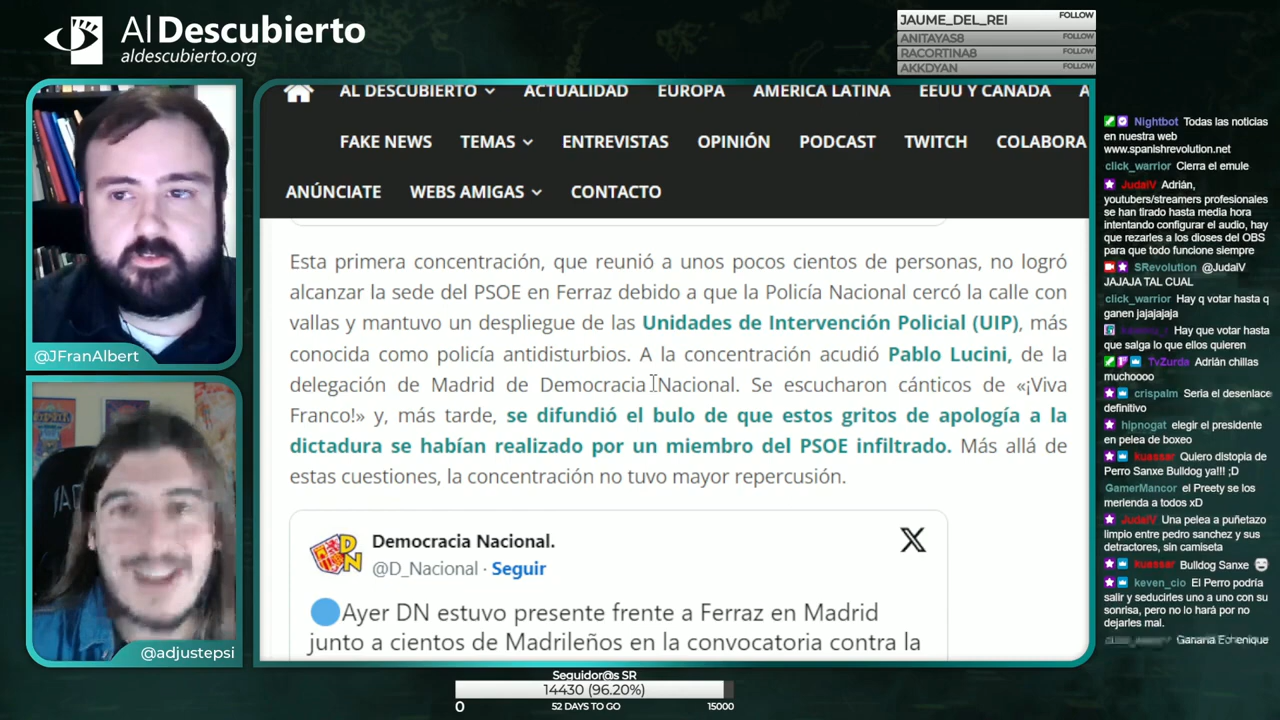 Al Descubierto
aldescubierto.org
JAUME_DEL_REI FOLLOW
ANITAYAS8 FOLLOW
RACORTINA8 FOLLOW
AKKDYAN FOLLOW
@JFranAlbert
@adjustepsi
AL DESCUBIERTO ACTUALIDAD EUROPA AMÉRICA LATINA EEUU Y CANADA A
FAKE NEWS TEMAS ENTREVISTAS OPINIÓN PODCAST TWITCH COLABORA
ANÚNCIATE WEBS AMIGAS CONTACTO
Esta primera concentración, que reunió a unos pocos cientos de personas, no logró
alcanzar la sede del PSOE en Ferraz debido a que la Policía Nacional cercó la calle con
vallas y mantuvo un despliegue de las Unidades de Intervención Policial (UIP), más
conocida como policía antidisturbios. A la concentración acudió Pablo Lucini, de la
delegación de Madrid de Democracia Nacional. Se escucharon cánticos de «¡Viva
Franco!» y, más tarde, se difundió el bulo de que estos gritos de apología a la
dictadura se habían realizado por un miembro del PSOE infiltrado. Más allá de
estas cuestiones, la concentración no tuvo mayor repercusión.
DN
Democracia Nacional.
@D_Nacional · Seguir
X
Ayer DN estuvo presente frente a Ferraz en Madrid
junto a cientos de Madrileños en la convocatoria contra la
Nightbot Todas las noticias
en nuestra web
www.spanishrevolution.net
click_warrior Cierra el emule
JudalV Adrián,
youtubers/streamers profesionales
se han tirado hasta media hora
intentando configurar el audio, hay
que rezarles a los dioses del OBS
para que todo funcione siempre
SRevolution @JudalV
JAJAJA TAL CUAL
click_warrior Hay q votar hasta q
ganen jajajajaja
Hay que votar hasta
que salga lo que ellos quieren
TvZurda Adrián chillas
muchoooo
crispalm Seria el desenlace
definitivo
hipnogat elegir el presidente
en pelea de boxeo
kuassar Quiero distopia de
Perro Sanxe Bulldog ya!!! ;D
GamerMancor el Preety se los
merienda a todos xD
JudalV Una pelea a puñetazo
limpio entre pedro sanchez y sus
detractores, sin camiseta
kuassar Bulldog Sanxe
keven_cio El Perro podría
salir y seducirles uno a uno con su
sonrisa, pero no lo hará por no
dejarles mal.
Ganaria Echenique
Seguidor@s SR
14430 (96.20%)
0 52 DAYS TO GO 15000